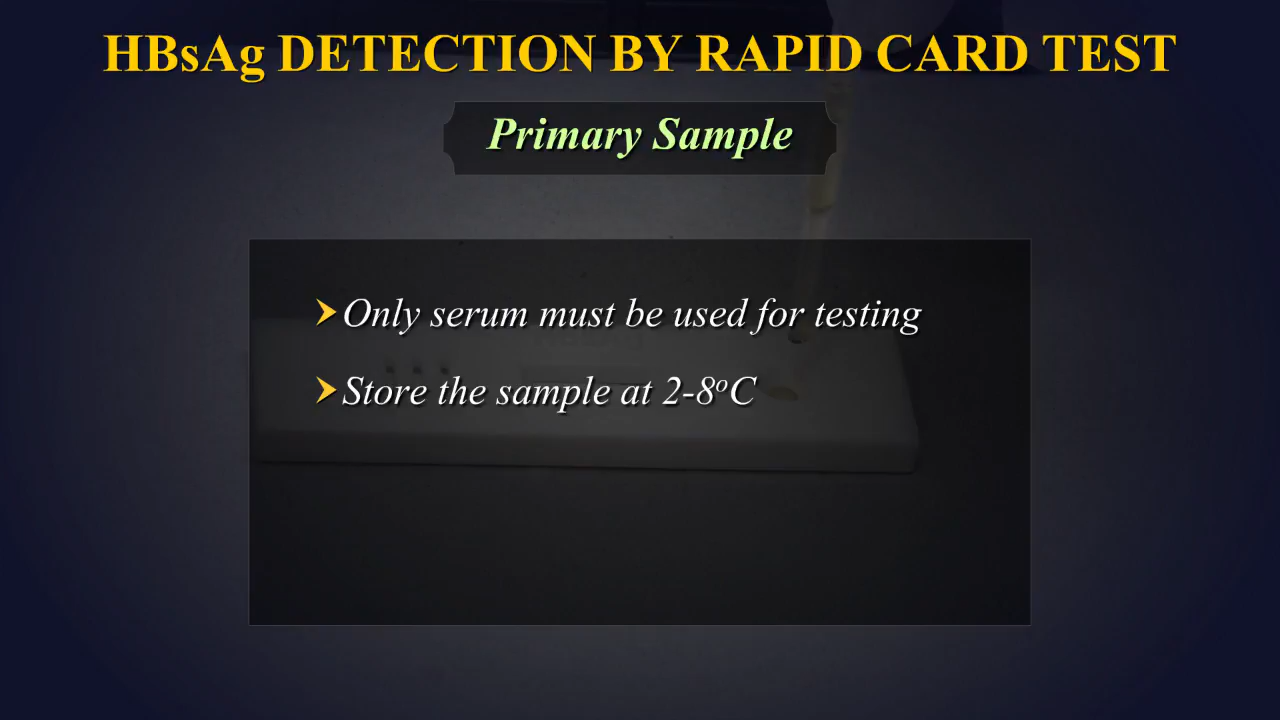 HBsAg DETECTION BY RAPID CARD TEST
Primary Sample
Only serum must be used for testing
Store the sample at 2-8ºC